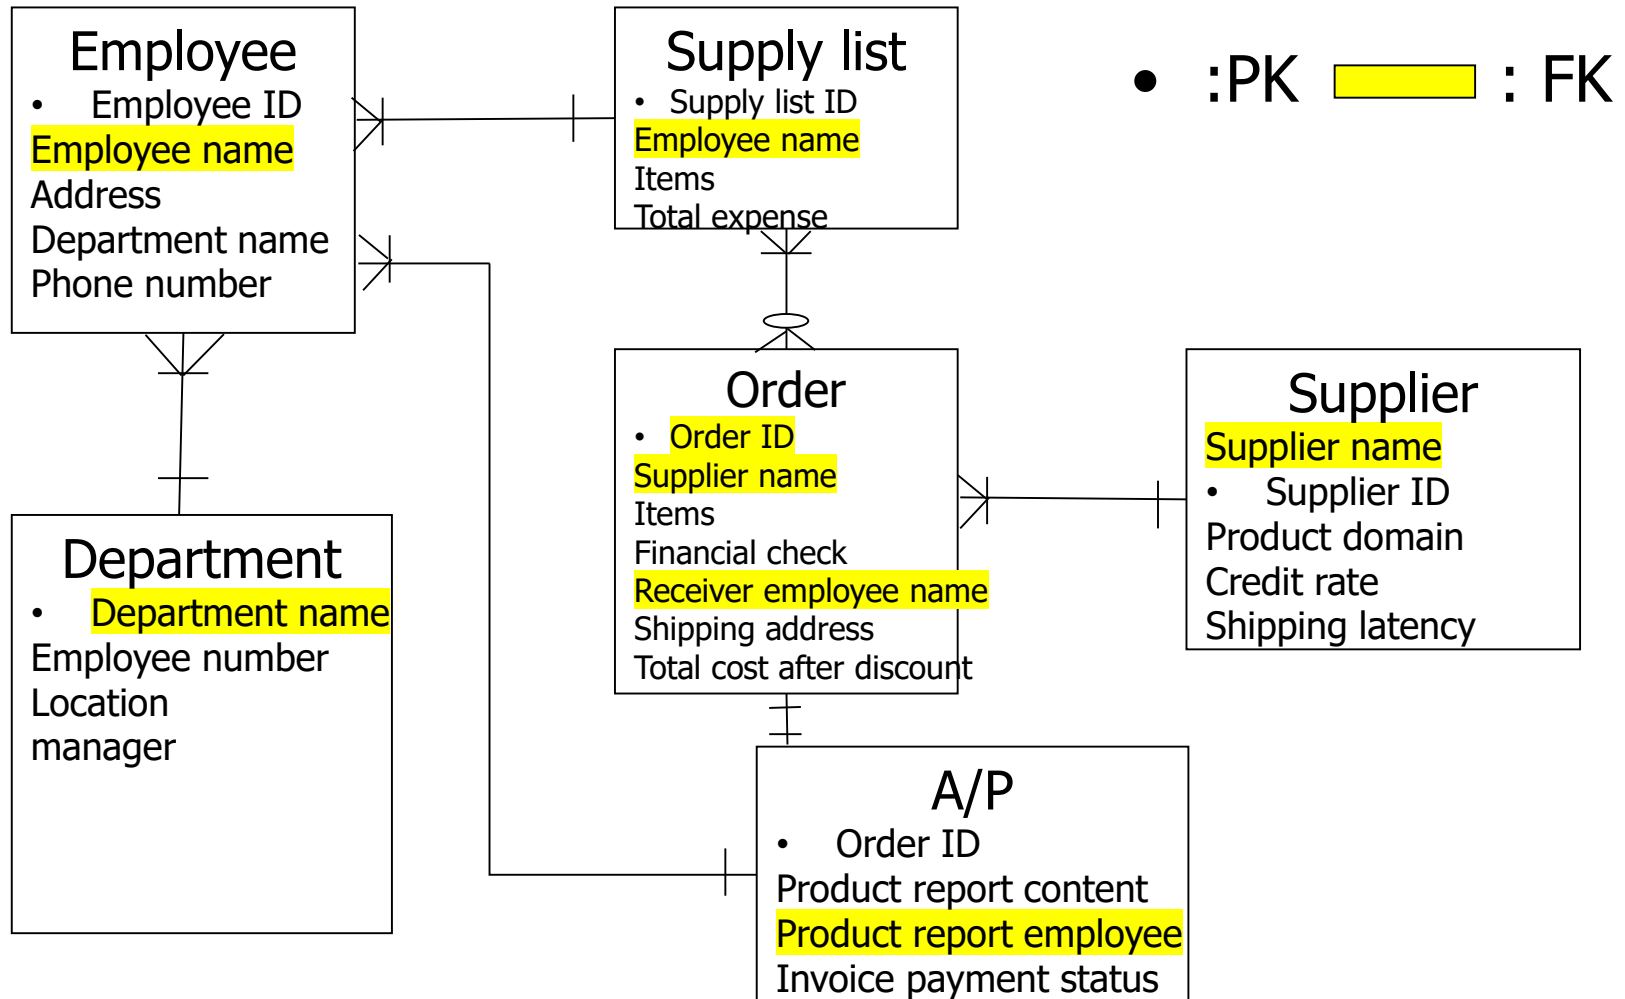 Employee
• Employee ID
Employee name
Address
Department name
Phone number
Supply list
• Supply list ID
Employee name
Items
Total expense
• :PK : FK
Department
• Department name
Employee number
Location
manager
Order
• Order ID
Supplier name
Items
Financial check
Receiver employee name
Shipping address
Total cost after discount
Supplier
Supplier name
• Supplier ID
Product domain
Credit rate
Shipping latency
A/P
• Order ID
Product report content
Product report employee
Invoice payment status